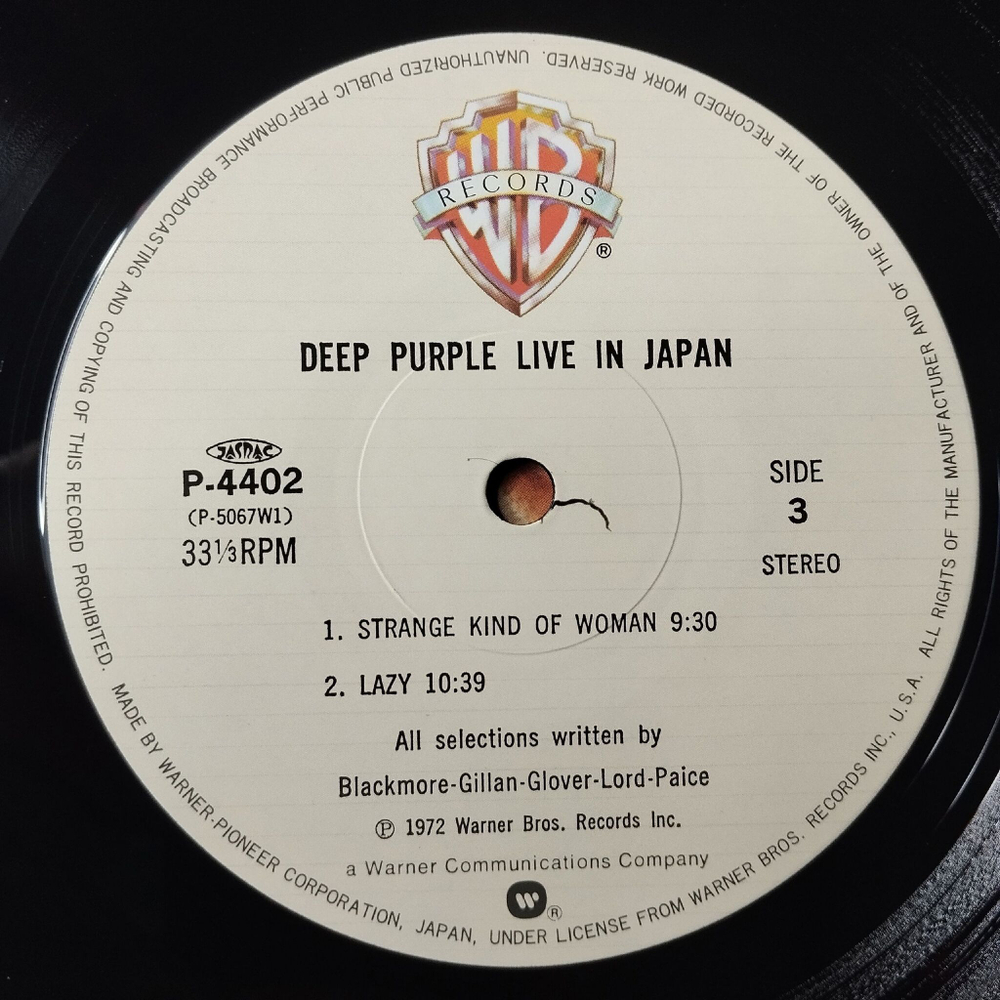 WB
RECORDS
®
DEEP PURPLE LIVE IN JAPAN
JASRAC
P-4402
(P-5067W1)
33⅓RPM
SIDE
3
STEREO
1. STRANGE KIND OF WOMAN 9:30
2. LAZY 10:39
All selections written by
Blackmore-Gillan-Glover-Lord-Paice
℗ 1972 Warner Bros. Records Inc.
a Warner Communications Company
W ®
MADE BY WARNER-PIONEER CORPORATION, JAPAN, UNDER LICENSE FROM WARNER BROS. RECORDS INC., U.S.A. ALL RIGHTS OF THE MANUFACTURER AND OF THE OWNER OF THE RECORDED WORK RESERVED. UNAUTHORIZED PUBLIC PERFORMANCE BROADCASTING AND COPYING OF THIS RECORD PROHIBITED.